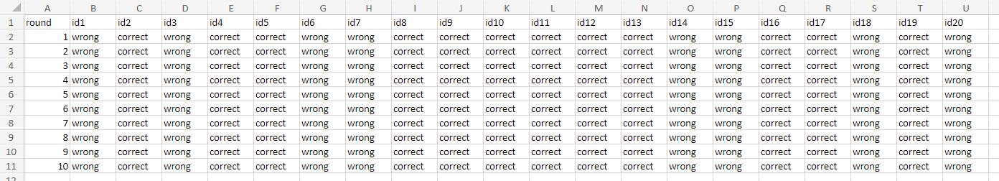 A B C D E F G H I J K L M N O P Q R S T U
1 round id1 id2 id3 id4 id5 id6 id7 id8 id9 id10 id11 id12 id13 id14 id15 id16 id17 id18 id19 id20
2 1 wrong correct wrong correct correct wrong wrong correct correct correct correct correct correct wrong wrong correct correct wrong correct wrong
3 2 wrong correct wrong correct correct wrong wrong correct correct correct correct correct correct wrong wrong correct correct wrong correct wrong
4 3 wrong correct wrong correct correct wrong wrong correct correct correct correct correct correct wrong wrong correct correct wrong correct wrong
5 4 wrong correct wrong correct correct wrong wrong correct correct correct correct correct correct wrong wrong correct correct wrong correct wrong
6 5 wrong correct wrong correct correct wrong wrong correct correct correct correct correct correct wrong wrong correct correct wrong correct wrong
7 6 wrong correct wrong correct correct wrong wrong correct correct correct correct correct correct wrong wrong correct correct wrong correct wrong
8 7 wrong correct wrong correct correct wrong wrong correct correct correct correct correct correct wrong wrong correct correct wrong correct wrong
9 8 wrong correct wrong correct correct wrong wrong correct correct correct correct correct correct wrong wrong correct correct wrong correct wrong
10 9 wrong correct wrong correct correct wrong wrong correct correct correct correct correct correct wrong wrong correct correct wrong correct wrong
11 10 wrong correct wrong correct correct wrong wrong correct correct correct correct correct correct wrong wrong correct correct wrong correct wrong
12